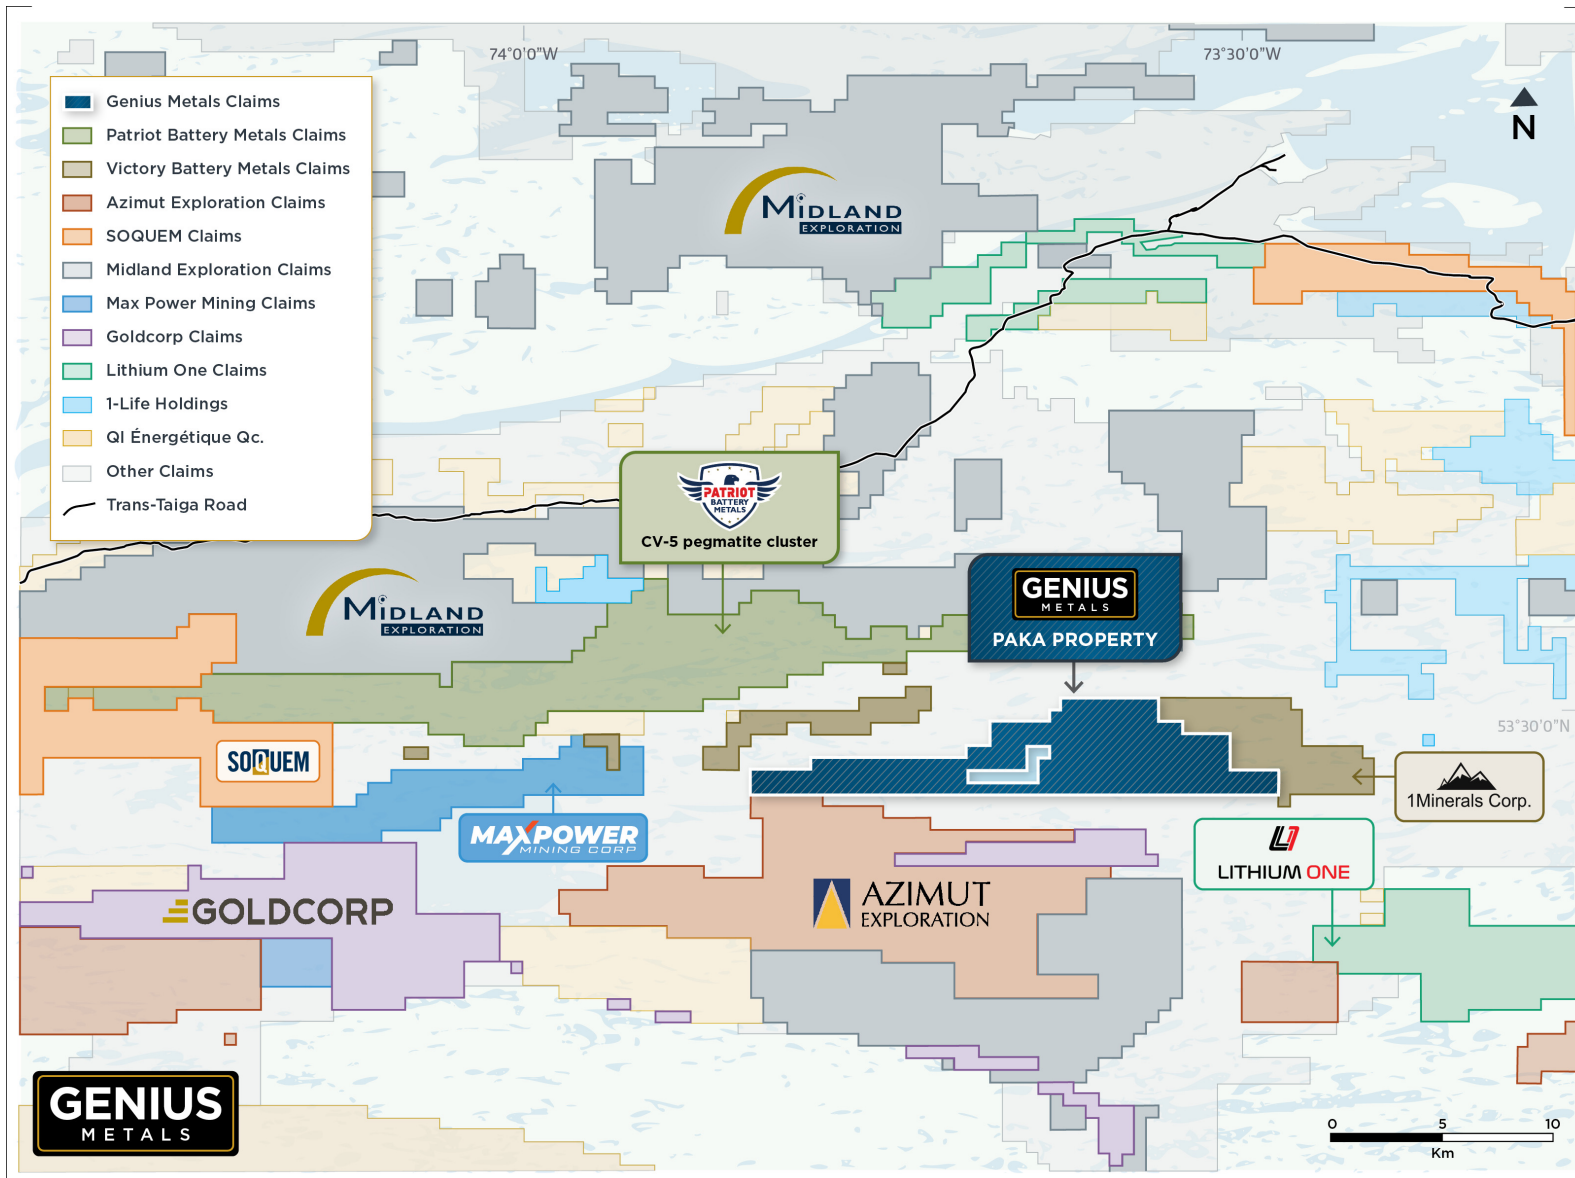 74°0'0"W
73°30'0"W
N
Genius Metals Claims
Patriot Battery Metals Claims
Victory Battery Metals Claims
Azimut Exploration Claims
SOQUEM Claims
Midland Exploration Claims
Max Power Mining Claims
Goldcorp Claims
Lithium One Claims
1-Life Holdings
QI Énergétique Qc.
Other Claims
Trans-Taiga Road
MIDLAND
EXPLORATION
PATRIOT
BATTERY
METALS
CV-5 pegmatite cluster
MIDLAND
EXPLORATION
GENIUS
METALS
PAKA PROPERTY
53°30'0"N
SOQUEM
1Minerals Corp.
MAXPOWER
MINING CORP
LITHIUM ONE
GOLDCORP
AZIMUT
EXPLORATION
GENIUS
METALS
0 5 10
Km